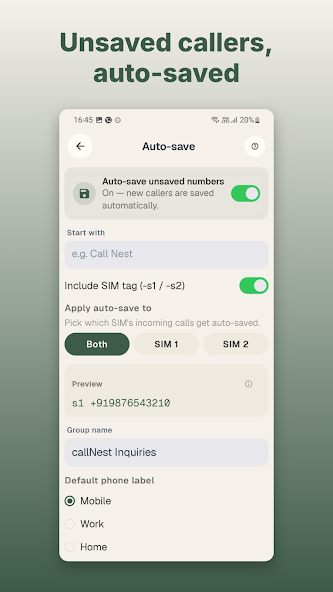 Unsaved callers,
auto-saved
16:45 20%
Auto-save
Auto-save unsaved numbers
On — new callers are saved
automatically.
Start with
e.g. Call Nest
Include SIM tag (-s1 / -s2)
Apply auto-save to
Pick which SIM's incoming calls get auto-saved.
Both SIM 1 SIM 2
Preview
s1 +919876543210
Group name
callNest Inquiries
Default phone label
Mobile
Work
Home